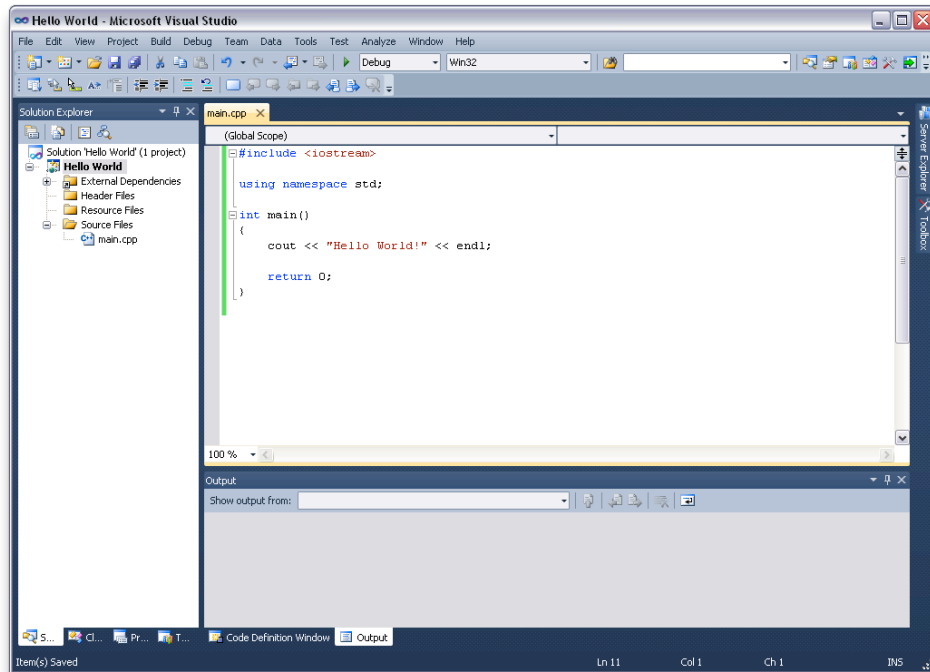 Hello World - Microsoft Visual Studio
File Edit View Project Build Debug Team Data Tools Test Analyze Window Help
Debug Win32
Solution Explorer
Solution 'Hello World' (1 project)
Hello World
External Dependencies
Header Files
Resource Files
Source Files
main.cpp
main.cpp
(Global Scope)
#include <iostream>
using namespace std;
int main()
{
cout << "Hello World!" << endl;
return 0;
}
100 %
Output
Show output from:
Server Explorer
Toolbox
S... Cl... Pr... T...
Code Definition Window Output
Item(s) Saved Ln 11 Col 1 Ch 1 INS